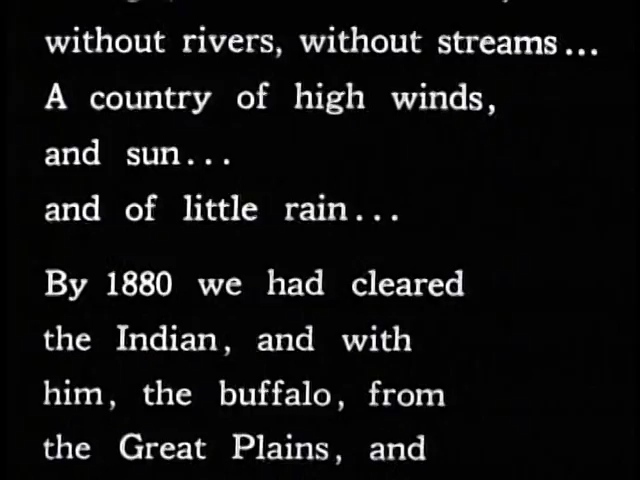 without rivers, without streams...
A country of high winds,
and sun...
and of little rain...
By 1880 we had cleared
the Indian, and with
him, the buffalo, from
the Great Plains, and